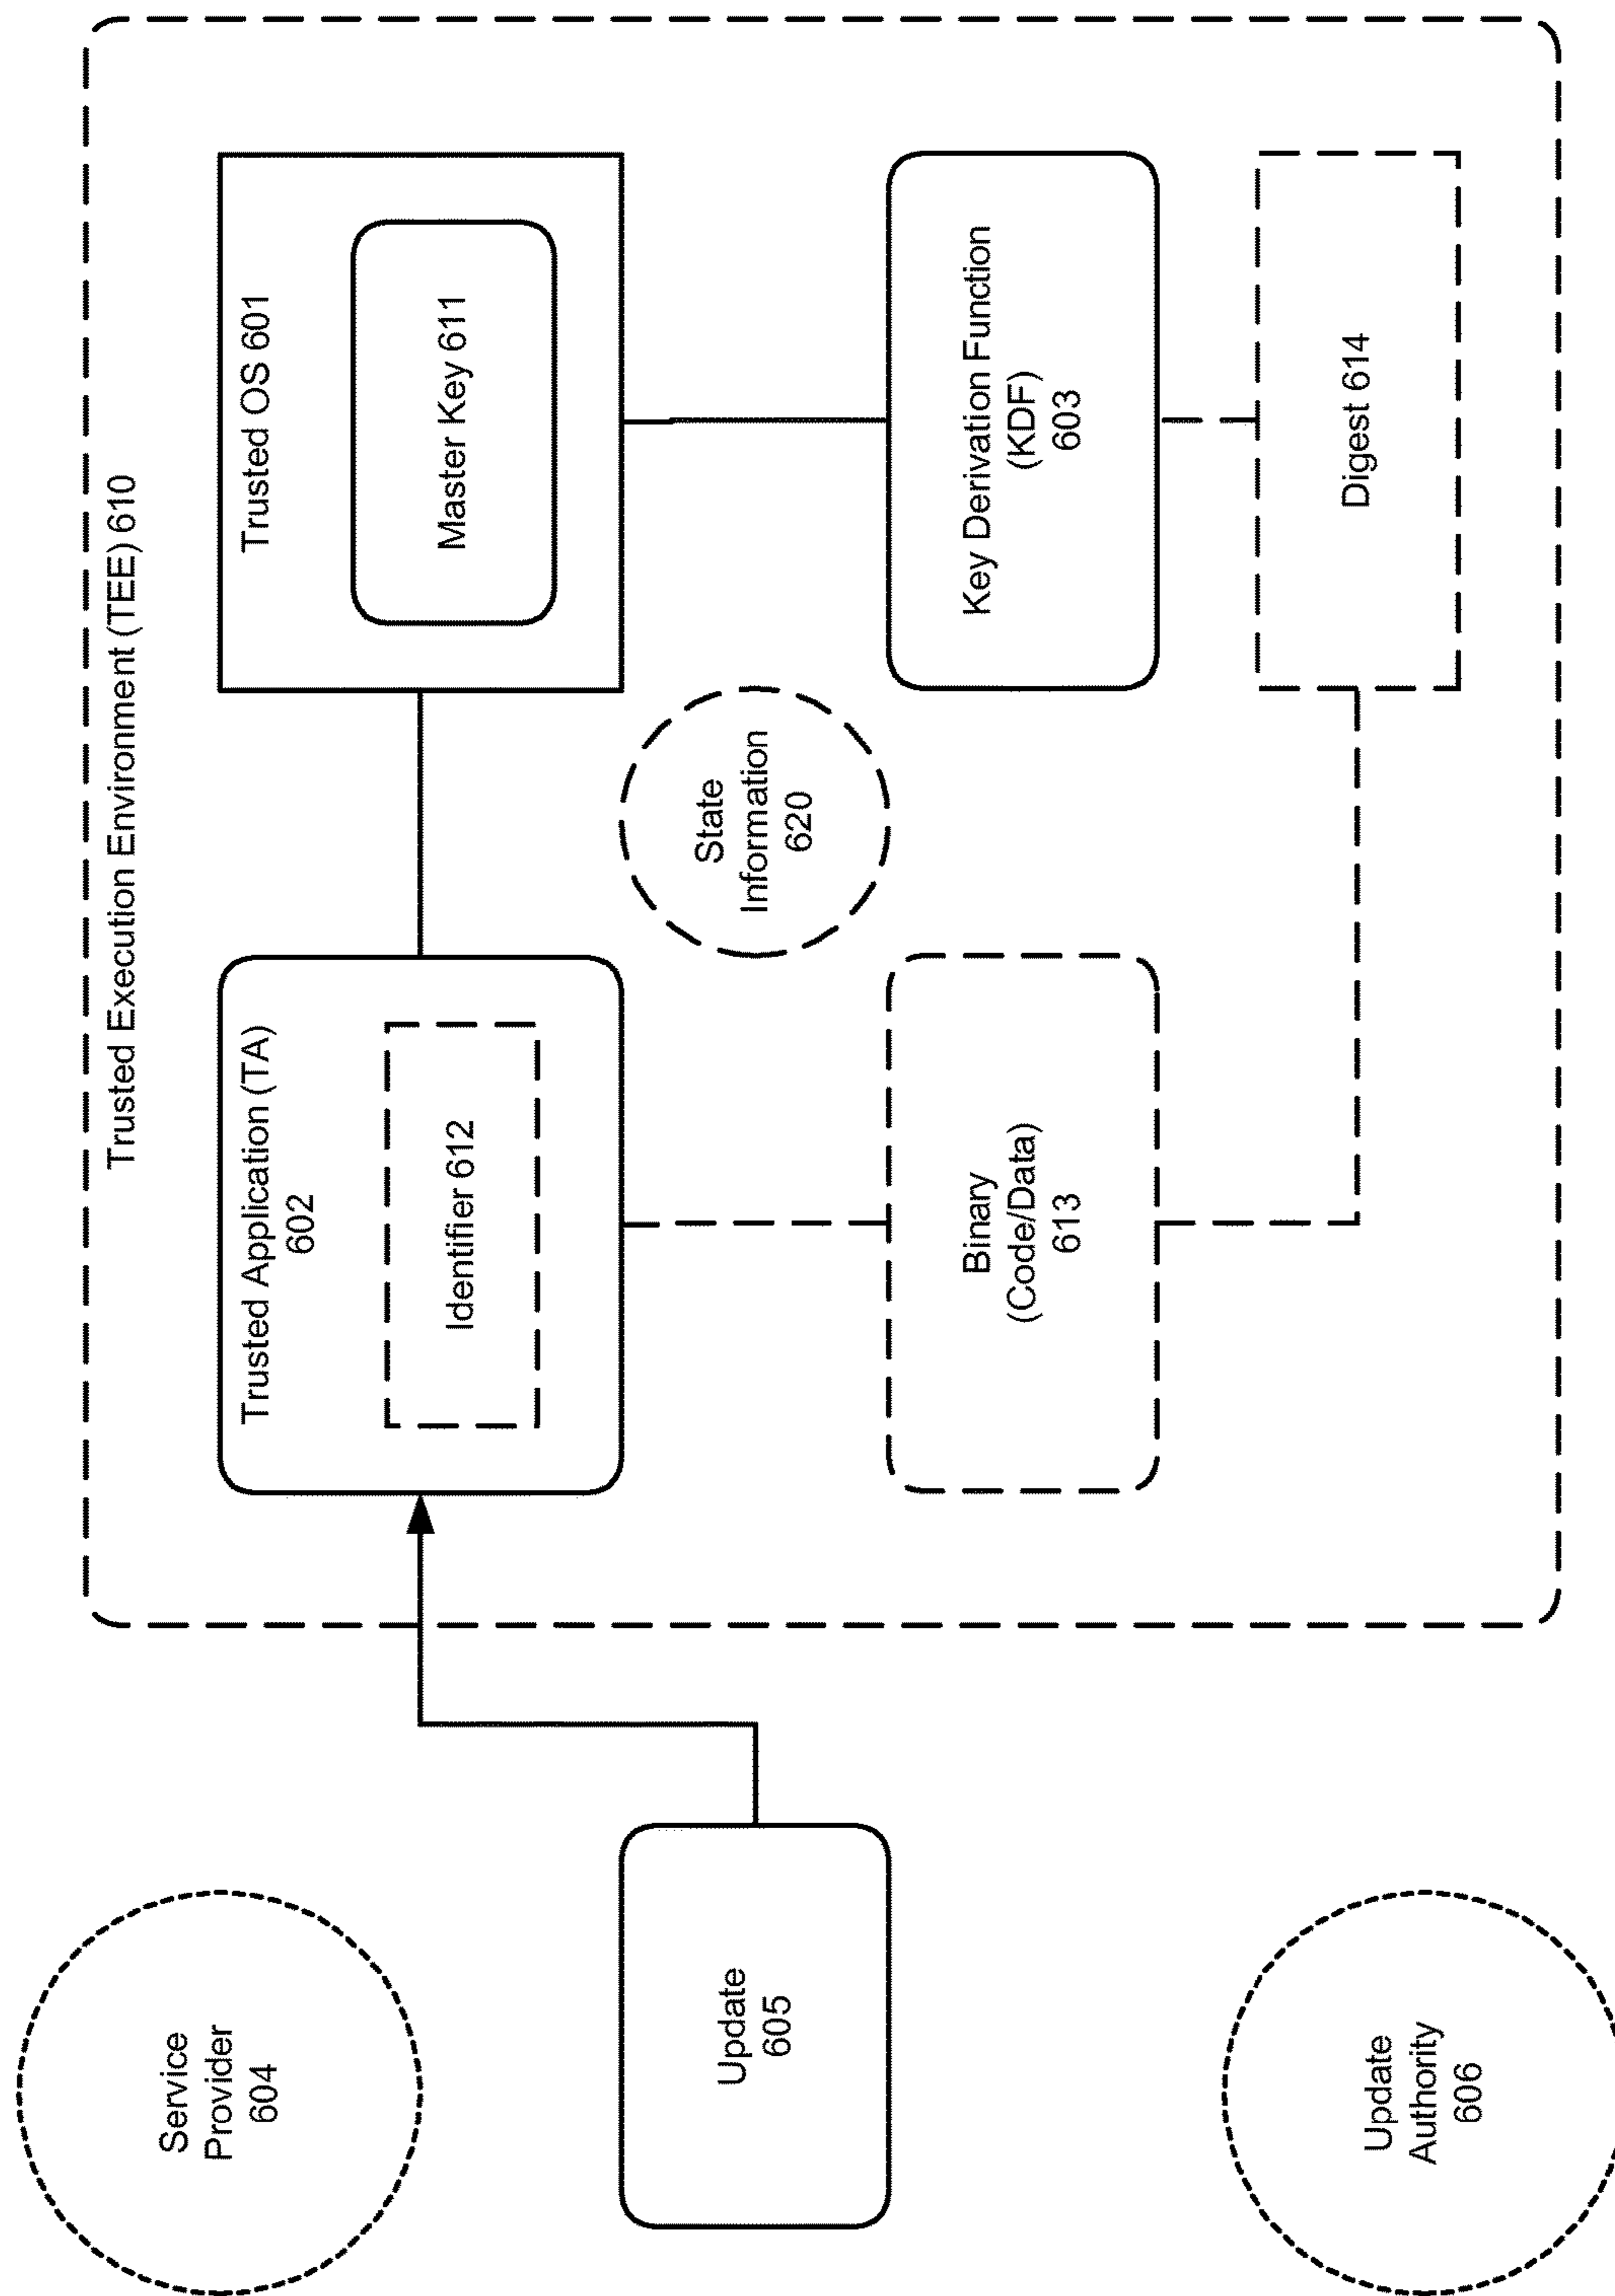 Trusted Execution Environment (TEE) 610
Service
Provider
604
Trusted Application (TA)
602
Identifier 612
Trusted OS 601
Master Key 611
Update
605
State
Information
620
Binary
(Code/Data)
613
Key Derivation Function
(KDF)
603
Update
Authority
606
Digest 614